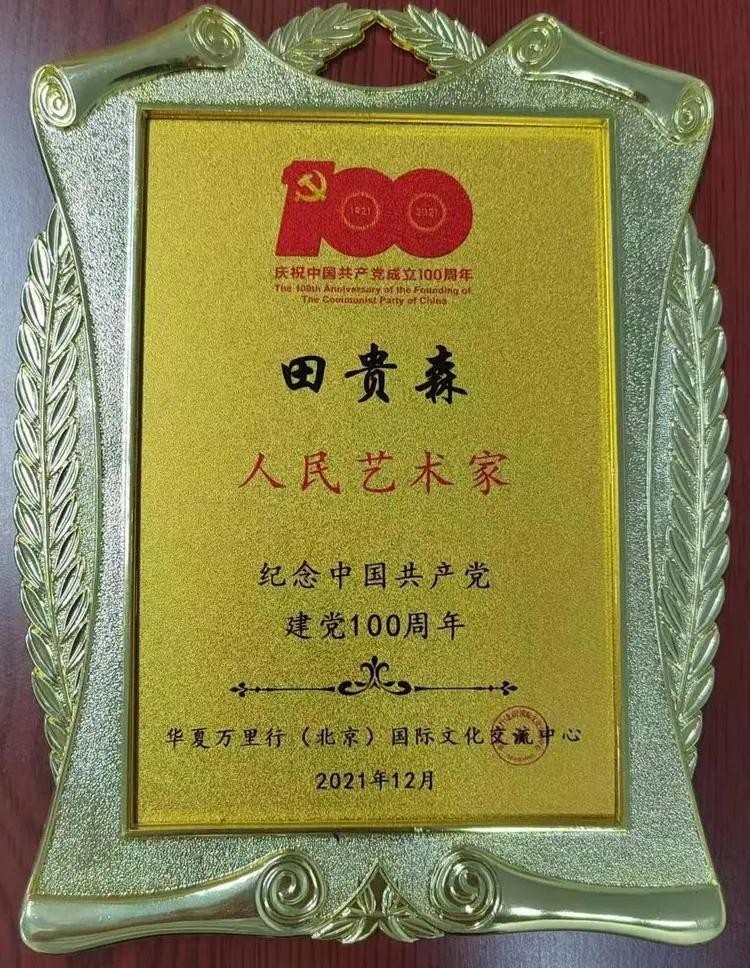 100
1921
2021
庆祝中国共产党成立100周年
The 100th Anniversary of the Founding of
The Communist Party of China
田贵森
人民艺术家
纪念中国共产党
建党100周年
华夏万里行（北京）国际文化交流中心
2021年12月